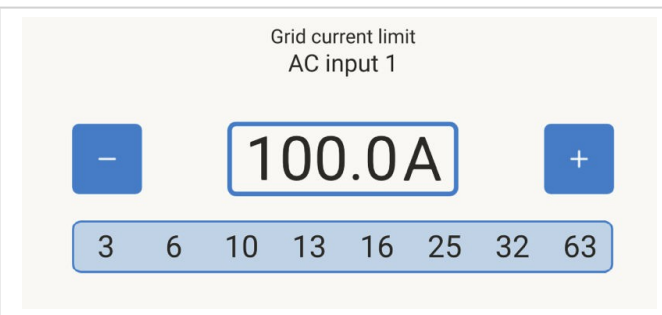 Grid current limit
AC input 1
− 100.0A +
3 6 10 13 16 25 32 63